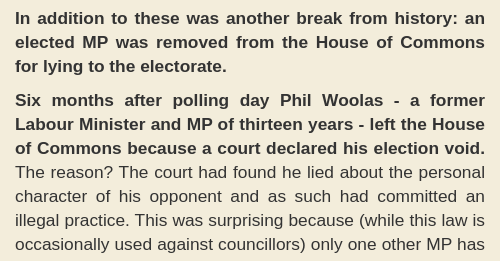 In addition to these was another break from history: an
elected MP was removed from the House of Commons
for lying to the electorate.
Six months after polling day Phil Woolas - a former
Labour Minister and MP of thirteen years - left the House
of Commons because a court declared his election void.
The reason? The court had found he lied about the personal
character of his opponent and as such had committed an
illegal practice. This was surprising because (while this law is
occasionally used against councillors) only one other MP has